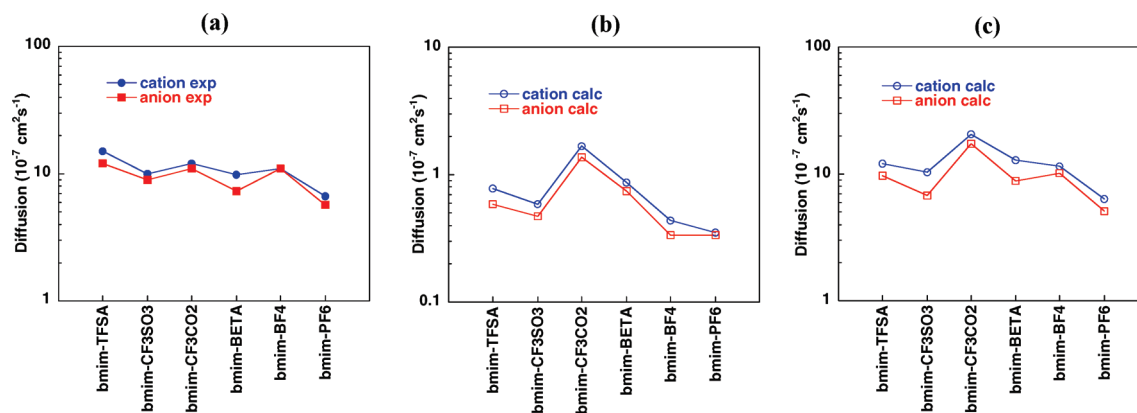 (a)
100
10
1
Diffusion (10⁻⁷ cm²s⁻¹)
cation exp
anion exp
bmim-TFSA
bmim-CF3SO3
bmim-CF3CO2
bmim-BETA
bmim-BF4
bmim-PF6
(b)
10
1
0.1
Diffusion (10⁻⁷ cm²s⁻¹)
cation calc
anion calc
bmim-TFSA
bmim-CF3SO3
bmim-CF3CO2
bmim-BETA
bmim-BF4
bmim-PF6
(c)
100
10
1
Diffusion (10⁻⁷ cm²s⁻¹)
cation calc
anion calc
bmim-TFSA
bmim-CF3SO3
bmim-CF3CO2
bmim-BETA
bmim-BF4
bmim-PF6